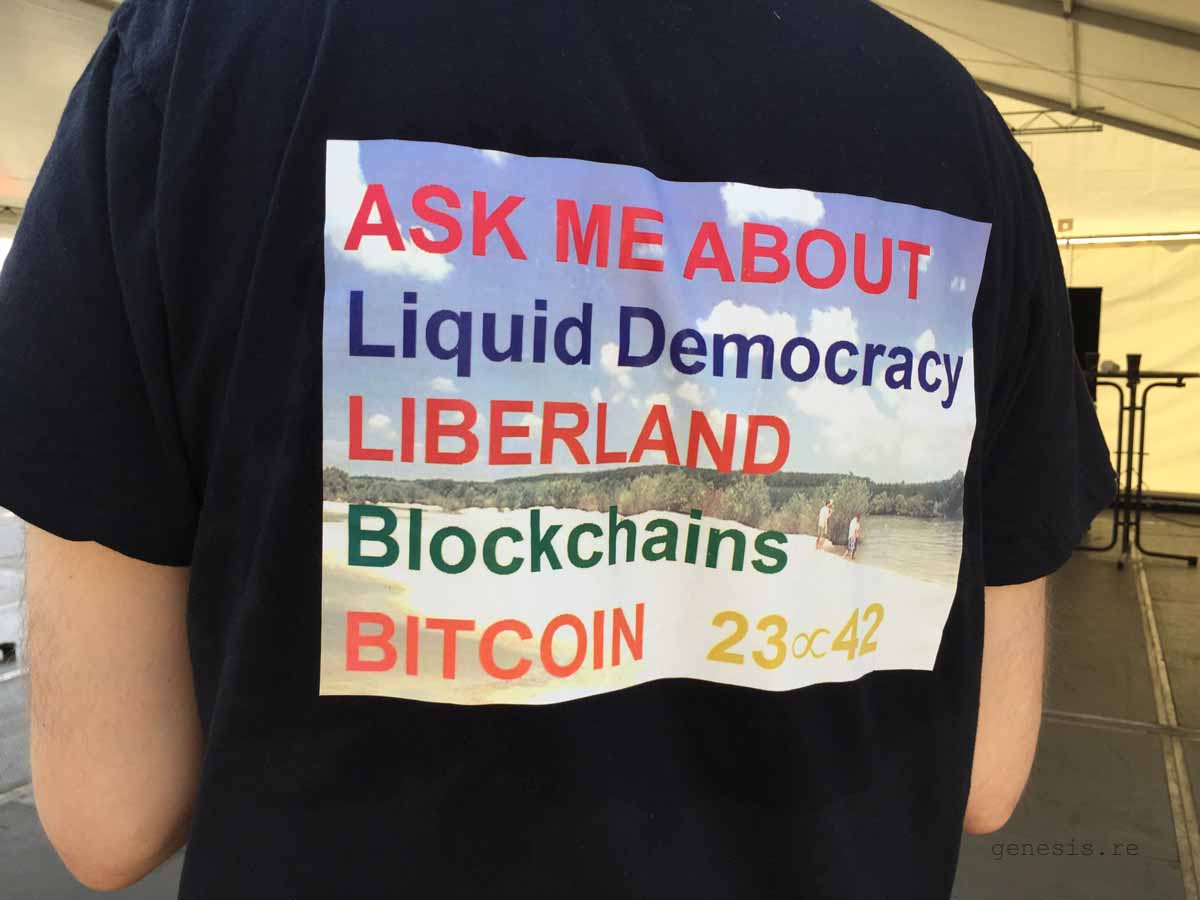 ASK ME ABOUT
Liquid Democracy
LIBERLAND
Blockchains
BITCOIN 23∝42
genesis.re